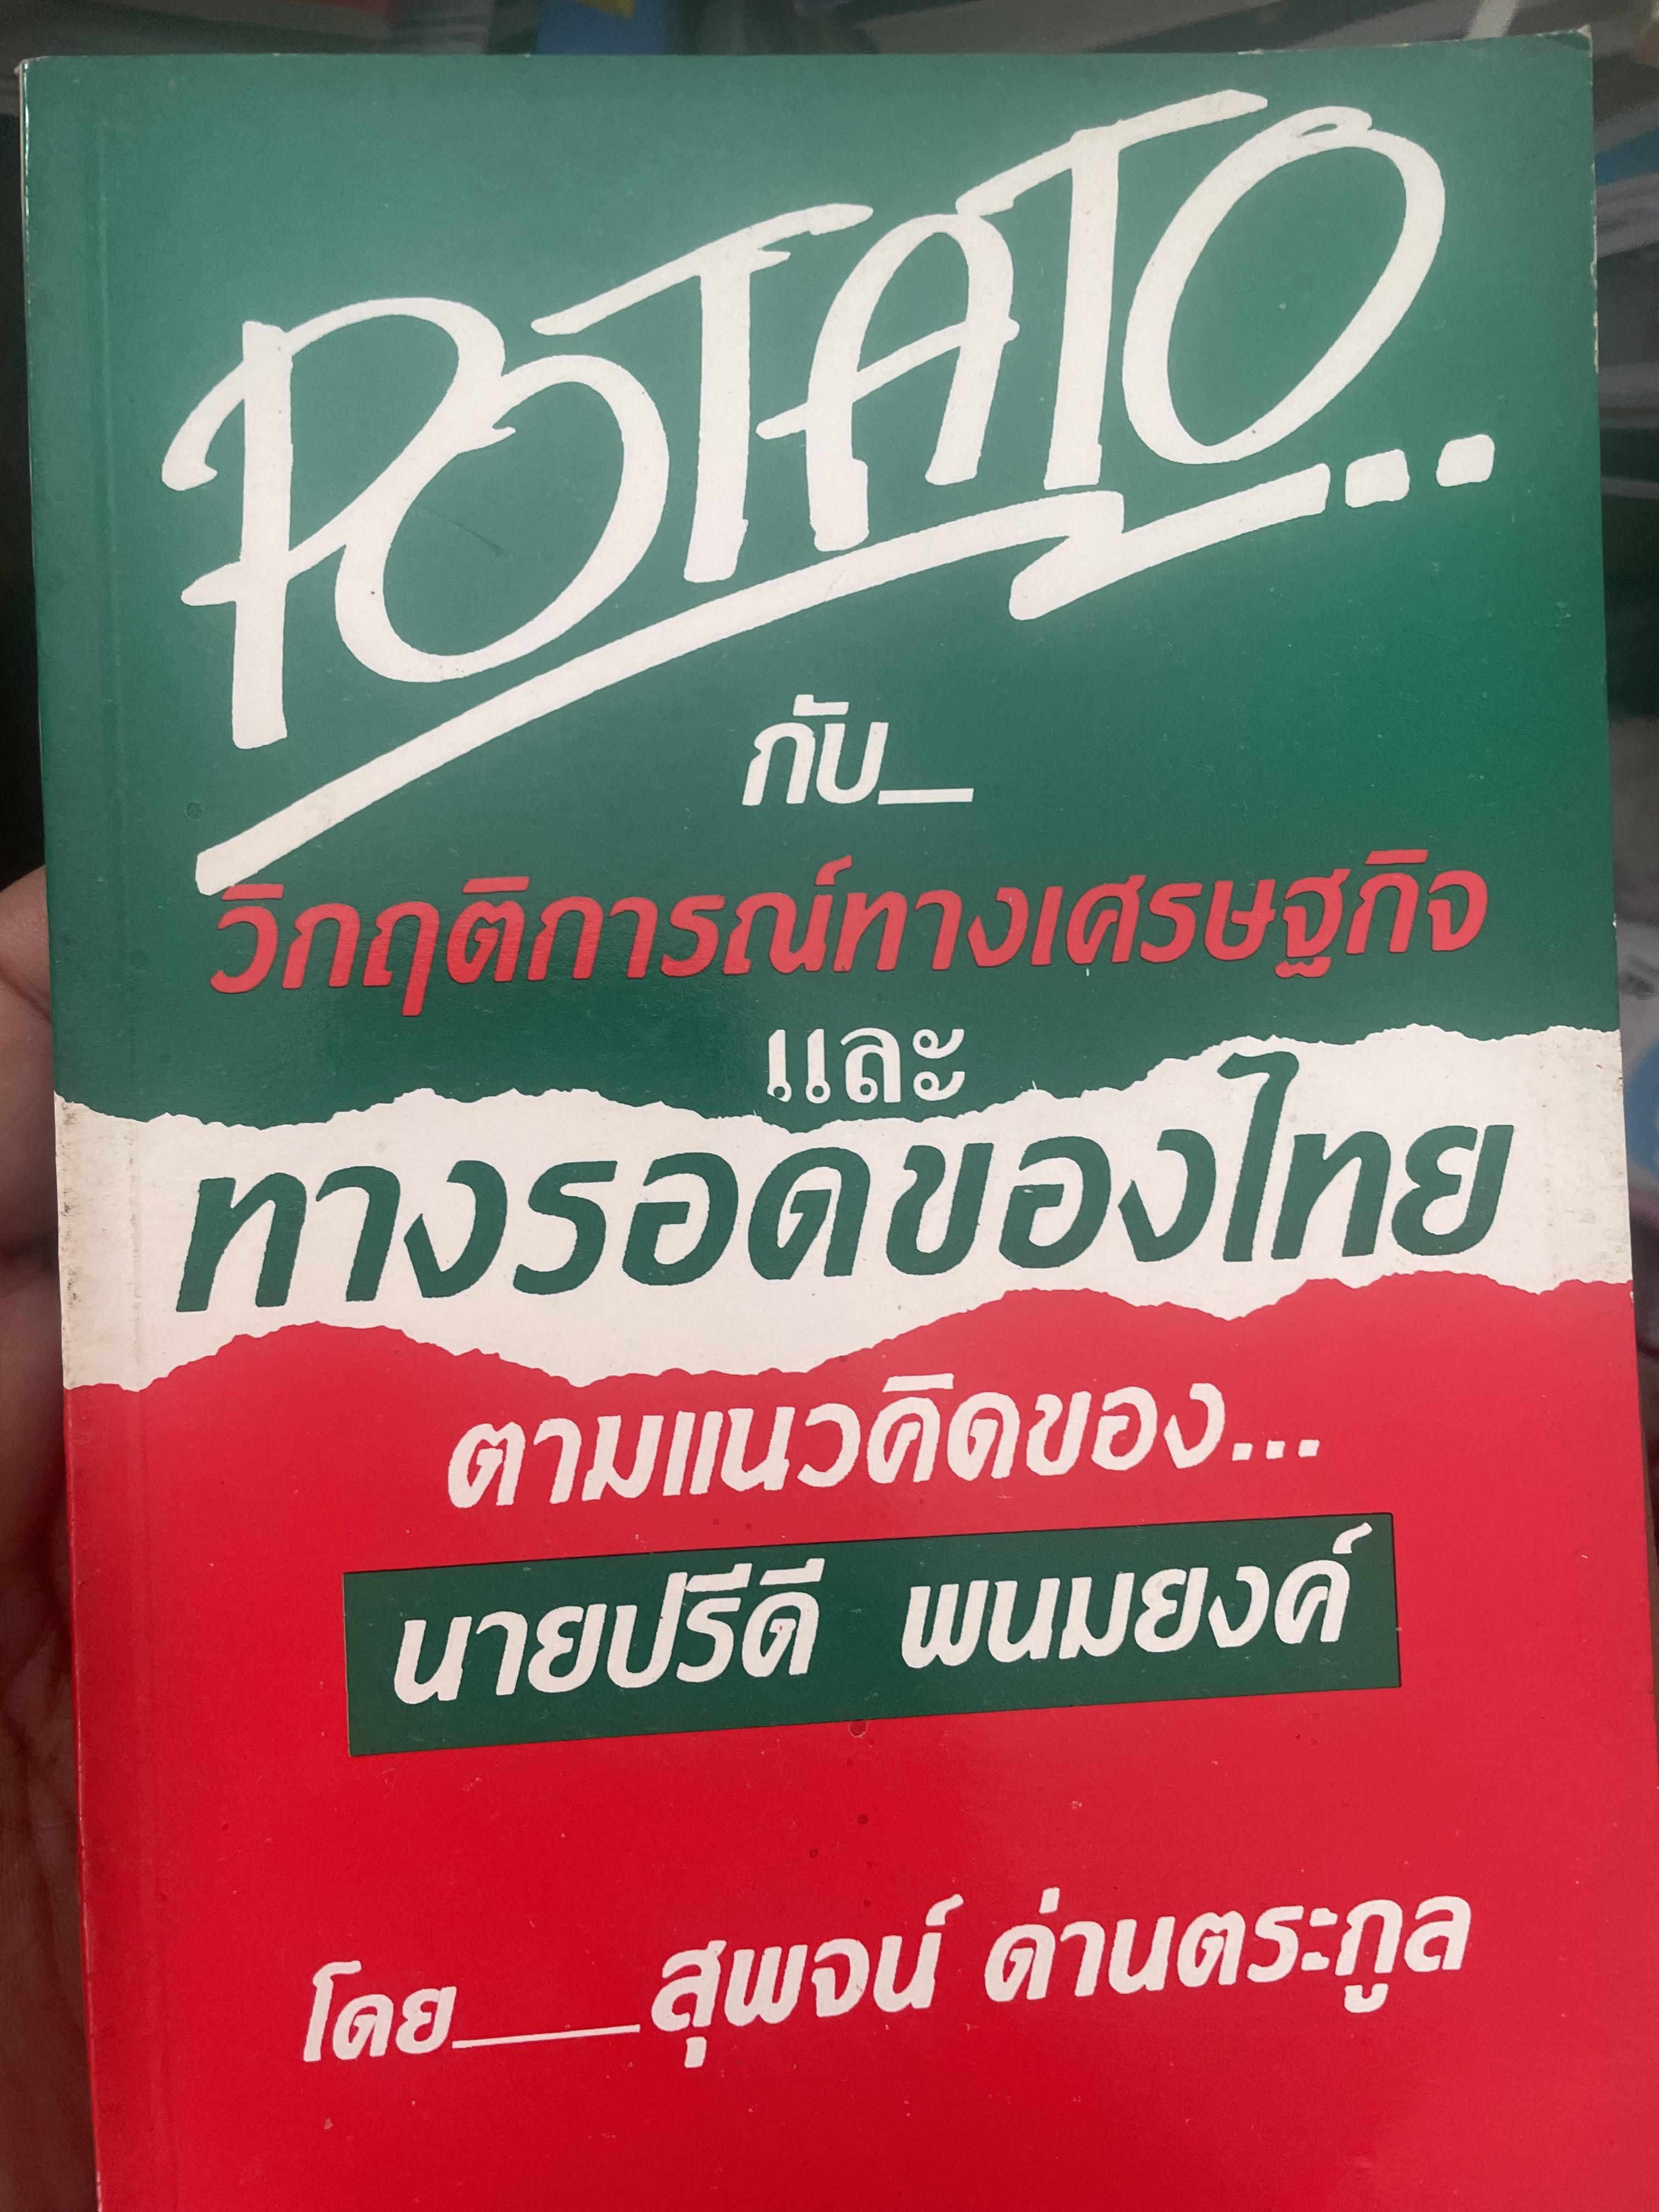 POTATO...
กับ_
วิกฤติการณ์ทางเศรษฐกิจ
และ
ทางรอดของไทย
ตามแนวคิดของ...
นายปรีดี พนมยงค์
โดย___สุพจน์ ด่านตระกูล